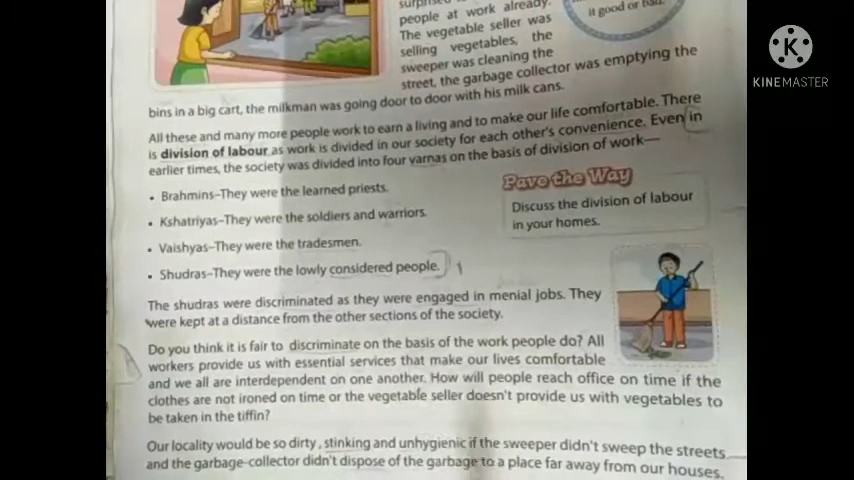 surprised
people at work already.
The vegetable seller was
selling vegetables, the
sweeper was cleaning the
street, the garbage collector was emptying the
bins in a big cart, the milkman was going door to door with his milk cans.
it good or bad.
K
KINEMASTER
All these and many more people work to earn a living and to make our life comfortable. There
is division of labour as work is divided in our society for each other's convenience. Even in
earlier times, the society was divided into four varnas on the basis of division of work—
• Brahmins–They were the learned priests.
• Kshatriyas–They were the soldiers and warriors.
• Vaishyas–They were the tradesmen.
• Shudras–They were the lowly considered people.
Pave the Way
Discuss the division of labour
in your homes.
The shudras were discriminated as they were engaged in menial jobs. They
were kept at a distance from the other sections of the society.
Do you think it is fair to discriminate on the basis of the work people do? All
workers provide us with essential services that make our lives comfortable
and we all are interdependent on one another. How will people reach office on time if the
clothes are not ironed on time or the vegetable seller doesn't provide us with vegetables to
be taken in the tiffin?
Our locality would be so dirty, stinking and unhygienic if the sweeper didn't sweep the streets
and the garbage-collector didn't dispose of the garbage to a place far away from our houses.